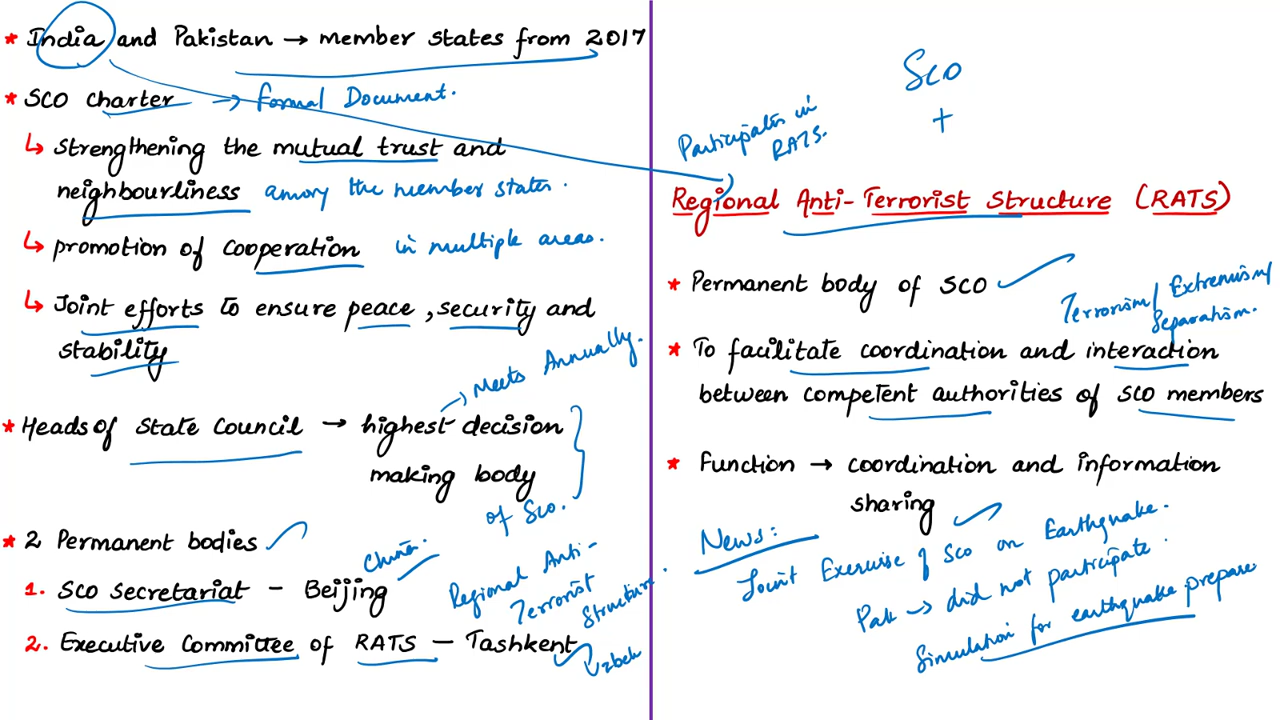 * India and Pakistan → member states from 2017
* SCO charter → formal Document.
↳ strengthening the mutual trust and
neighbourliness among the member states.
↳ promotion of cooperation in multiple areas.
↳ Joint efforts to ensure peace, security and
stability
→ Meets Annually.
* Heads of State Council → highest decision
making body
of SCO.
* 2 Permanent bodies
1. SCO Secretariat - Beijing
China.
2. Executive Committee of RATS - Tashkent
Regional Anti-
Terrorist
Structure.
Uzbek
SCO
+
Participates in
RATS.
Regional Anti-Terrorist Structure (RATS)
* Permanent body of SCO
Terrorism/Extremism/
Separatism.
* To facilitate coordination and interaction
between competent authorities of SCO members
* Function → coordination and information
sharing
News:
Joint Exercise of SCO on Earthquake.
Pak → did not participate.
Simulation for earthquake prepare